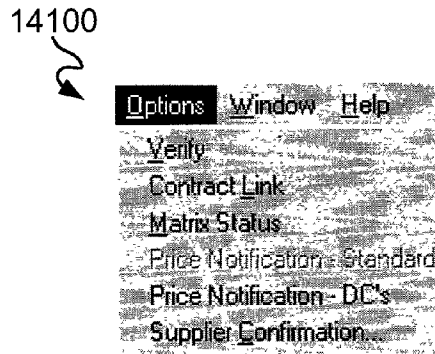 14100
Options Window Help
Verify
Contract Link
Matrix Status
Price Notification - Standard
Price Notification - DC's
Supplier Confirmation...